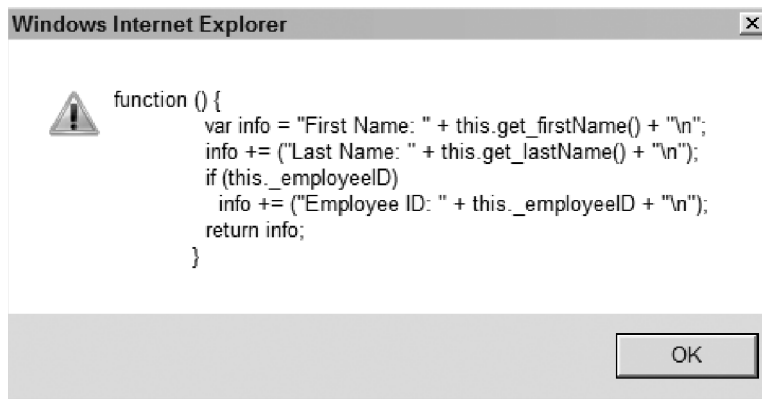 Windows Internet Explorer
function () {
var info = "First Name: " + this.get_firstName() + "\n";
info += ("Last Name: " + this.get_lastName() + "\n");
if (this._employeeID)
info += ("Employee ID: " + this._employeeID + "\n");
return info;
}
OK